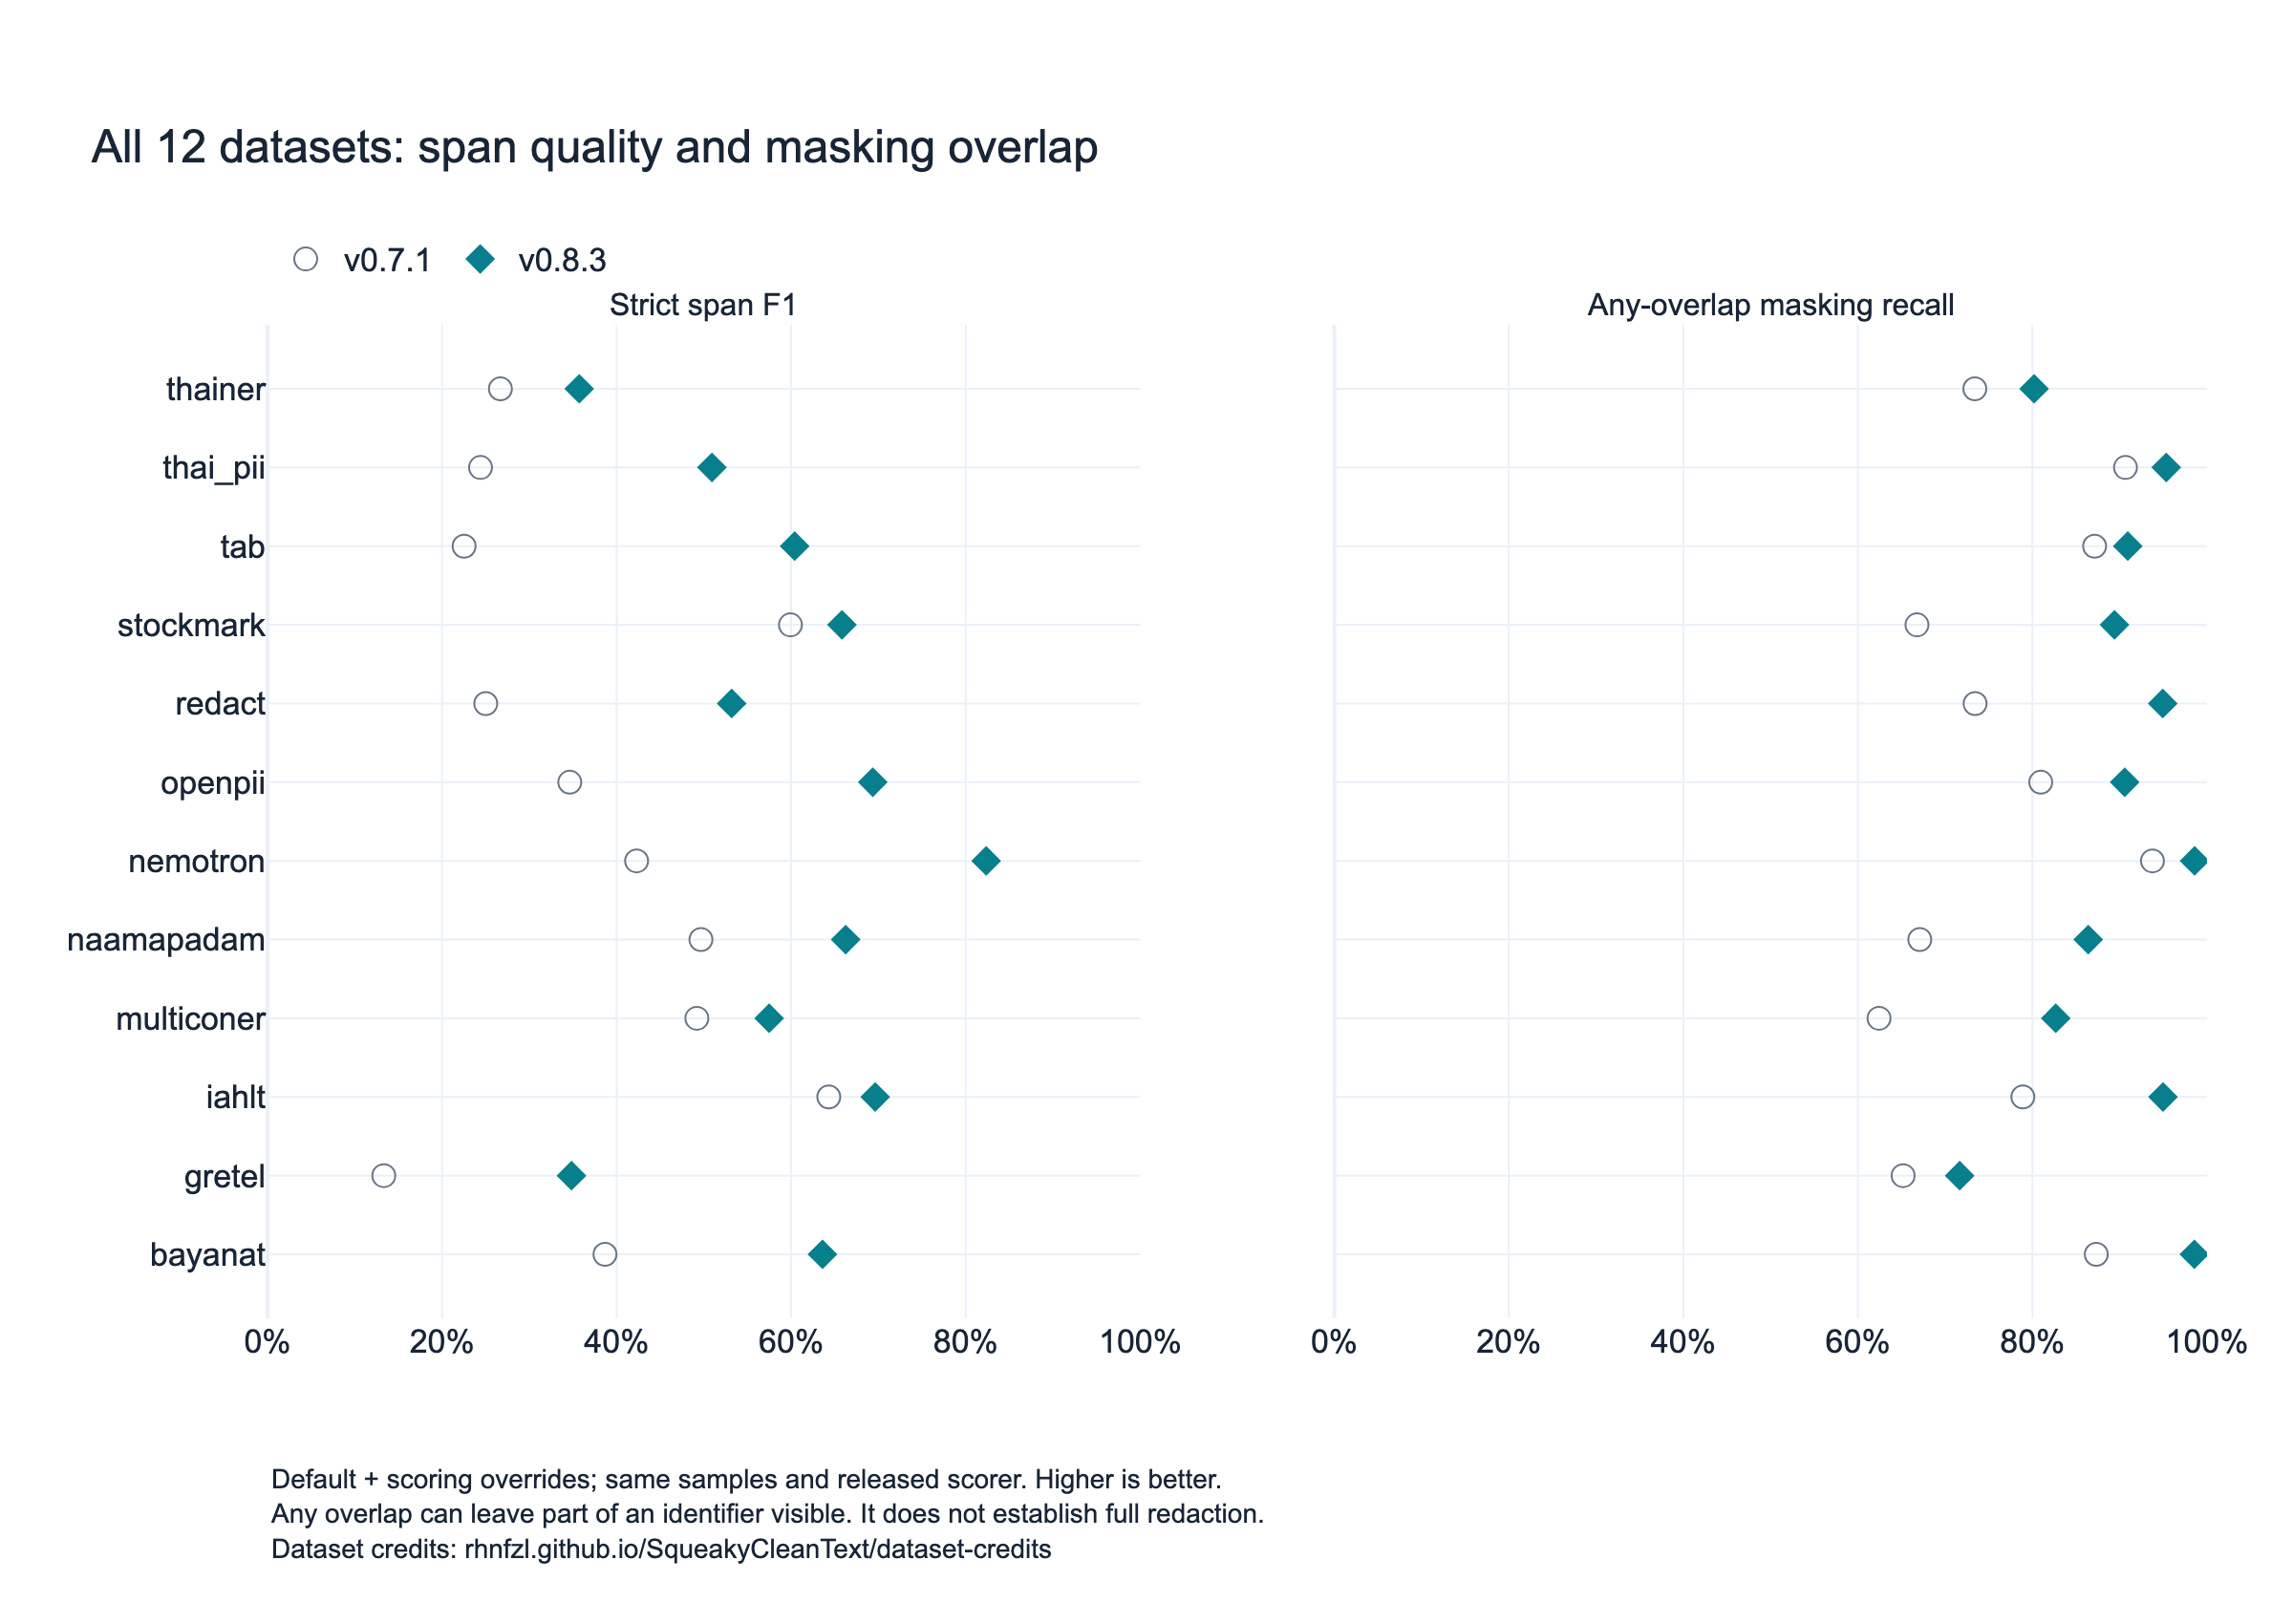 All 12 datasets: span quality and masking overlap
v0.7.1 v0.8.3
Strict span F1
Any-overlap masking recall
thainer
thai_pii
tab
stockmark
redact
openpii
nemotron
naamapadam
multiconer
iahlt
gretel
bayanat
0% 20% 40% 60% 80% 100%
0% 20% 40% 60% 80% 100%
Default + scoring overrides; same samples and released scorer. Higher is better.
Any overlap can leave part of an identifier visible. It does not establish full redaction.
Dataset credits: rhnfzl.github.io/SqueakyCleanText/dataset-credits